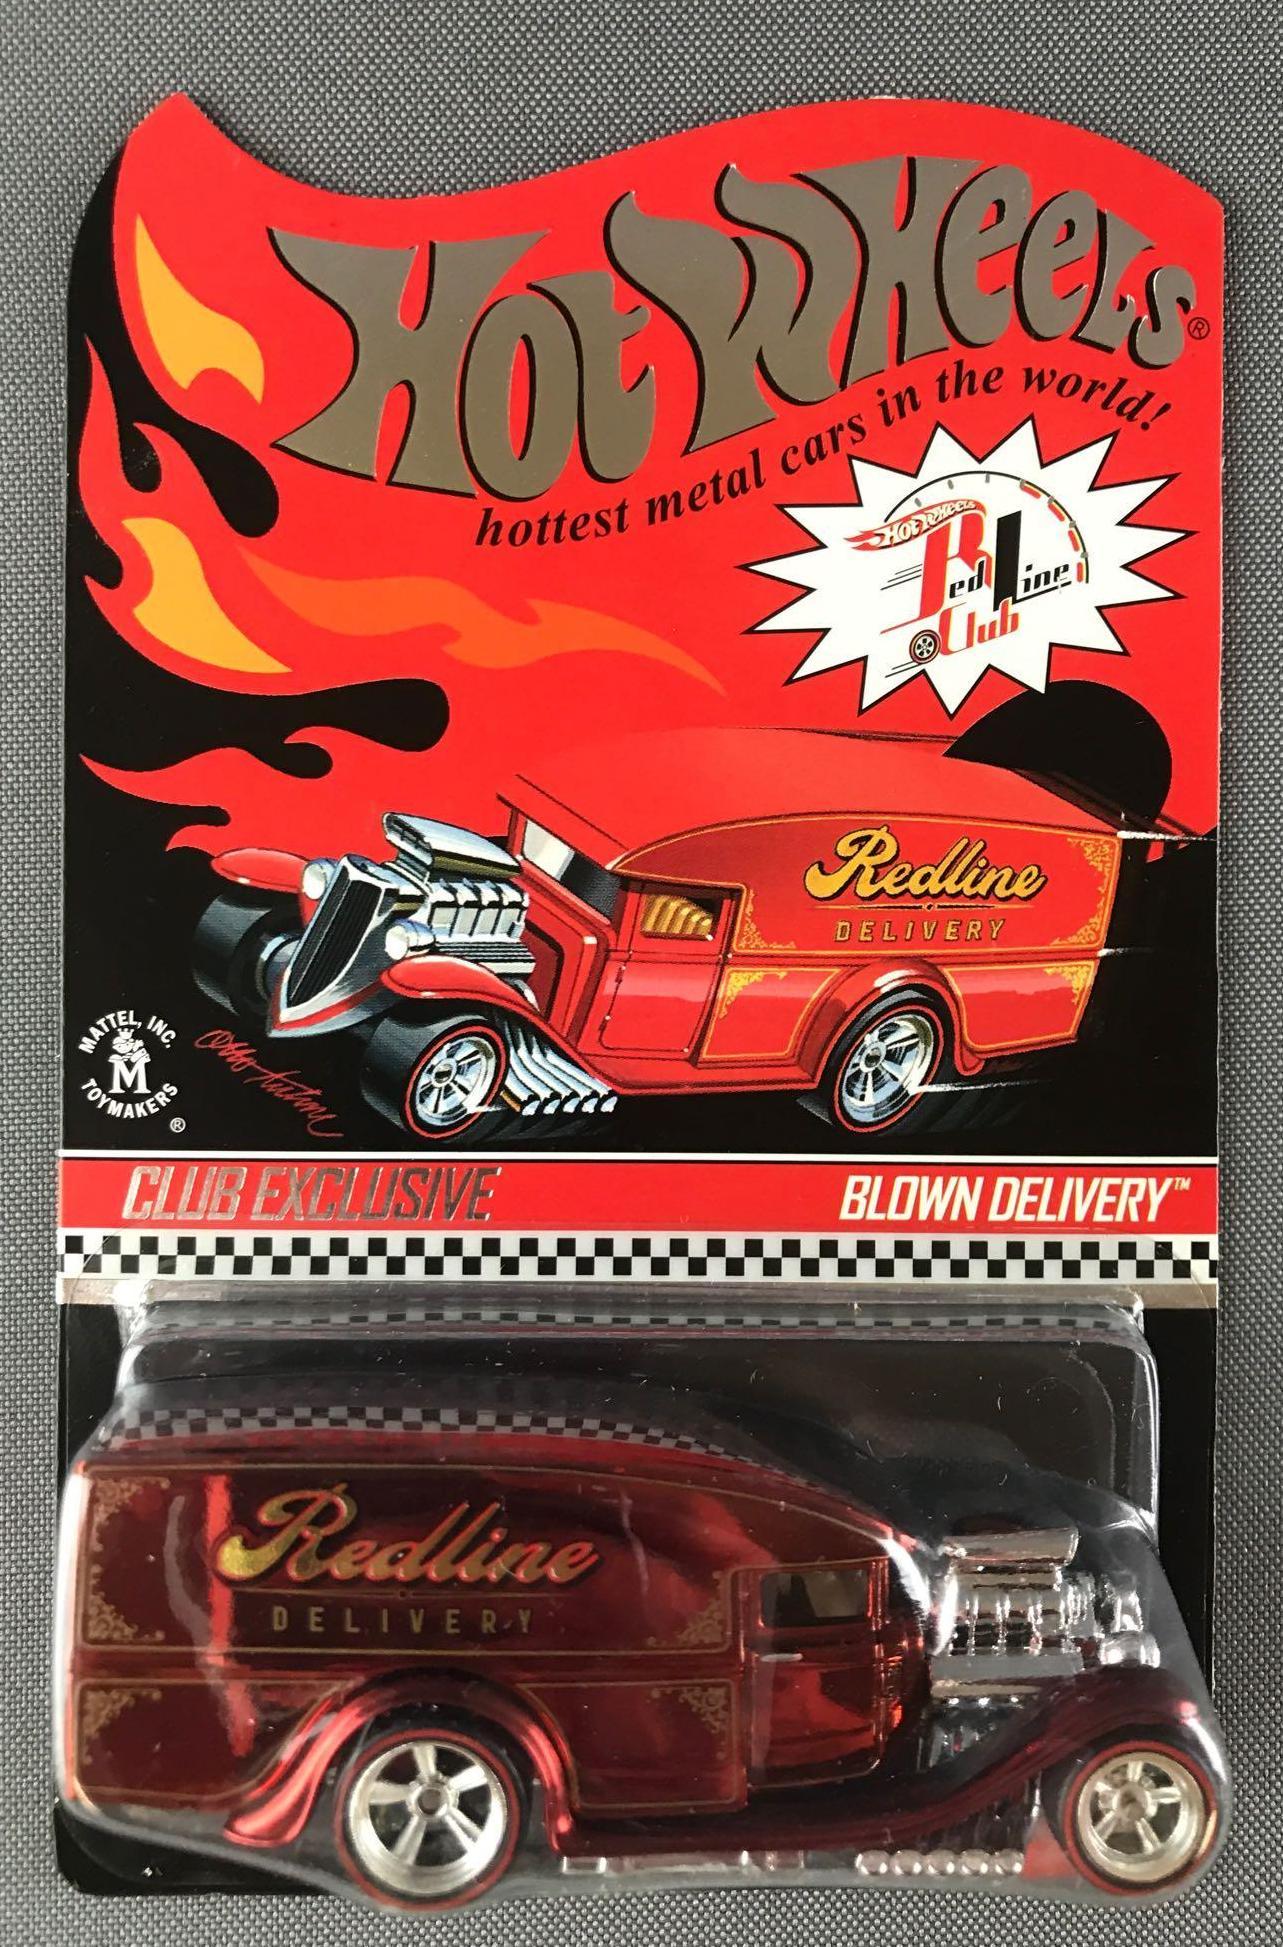 Hot Wheels®
hottest metal cars in the world!
Hot Wheels
Red Line
Club
Redline
DELIVERY
MATTEL, INC.
M
TOYMAKERS
®
CLUB EXCLUSIVE
BLOWN DELIVERY™
Redline
DELIVERY